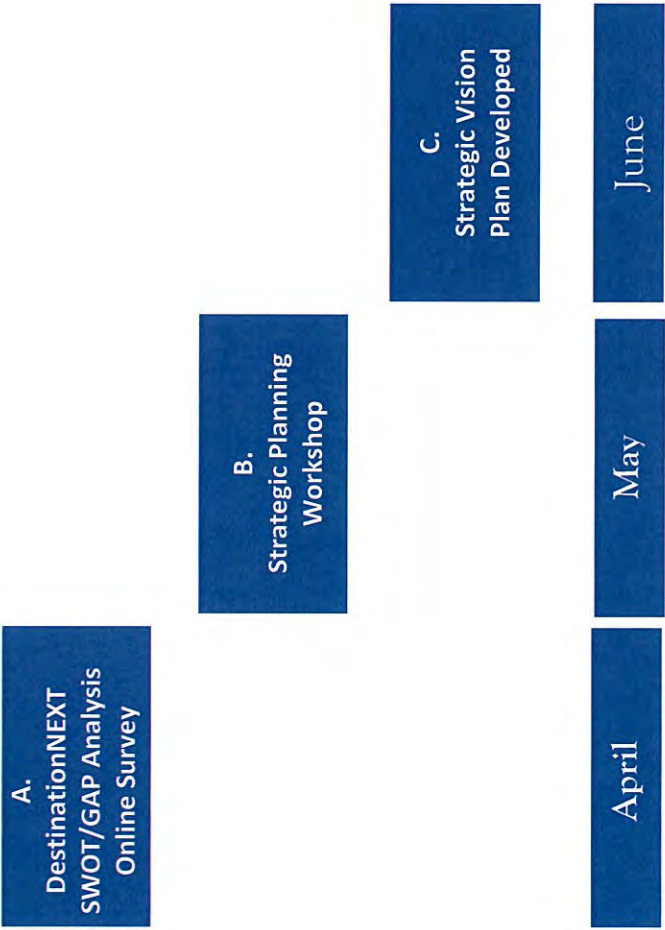 A.
DestinationNEXT
SWOT/GAP Analysis
Online Survey
B.
Strategic Planning
Workshop
C.
Strategic Vision
Plan Developed
April
May
June